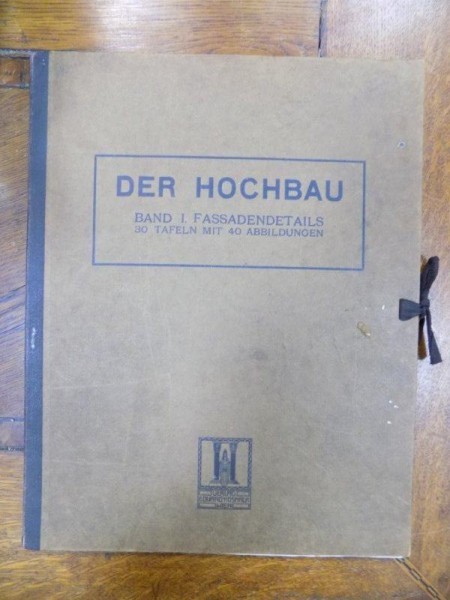 DER HOCHBAU
BAND I. FASSADENDETAILS
30 TAFELN MIT 40 ABBILDUNGEN